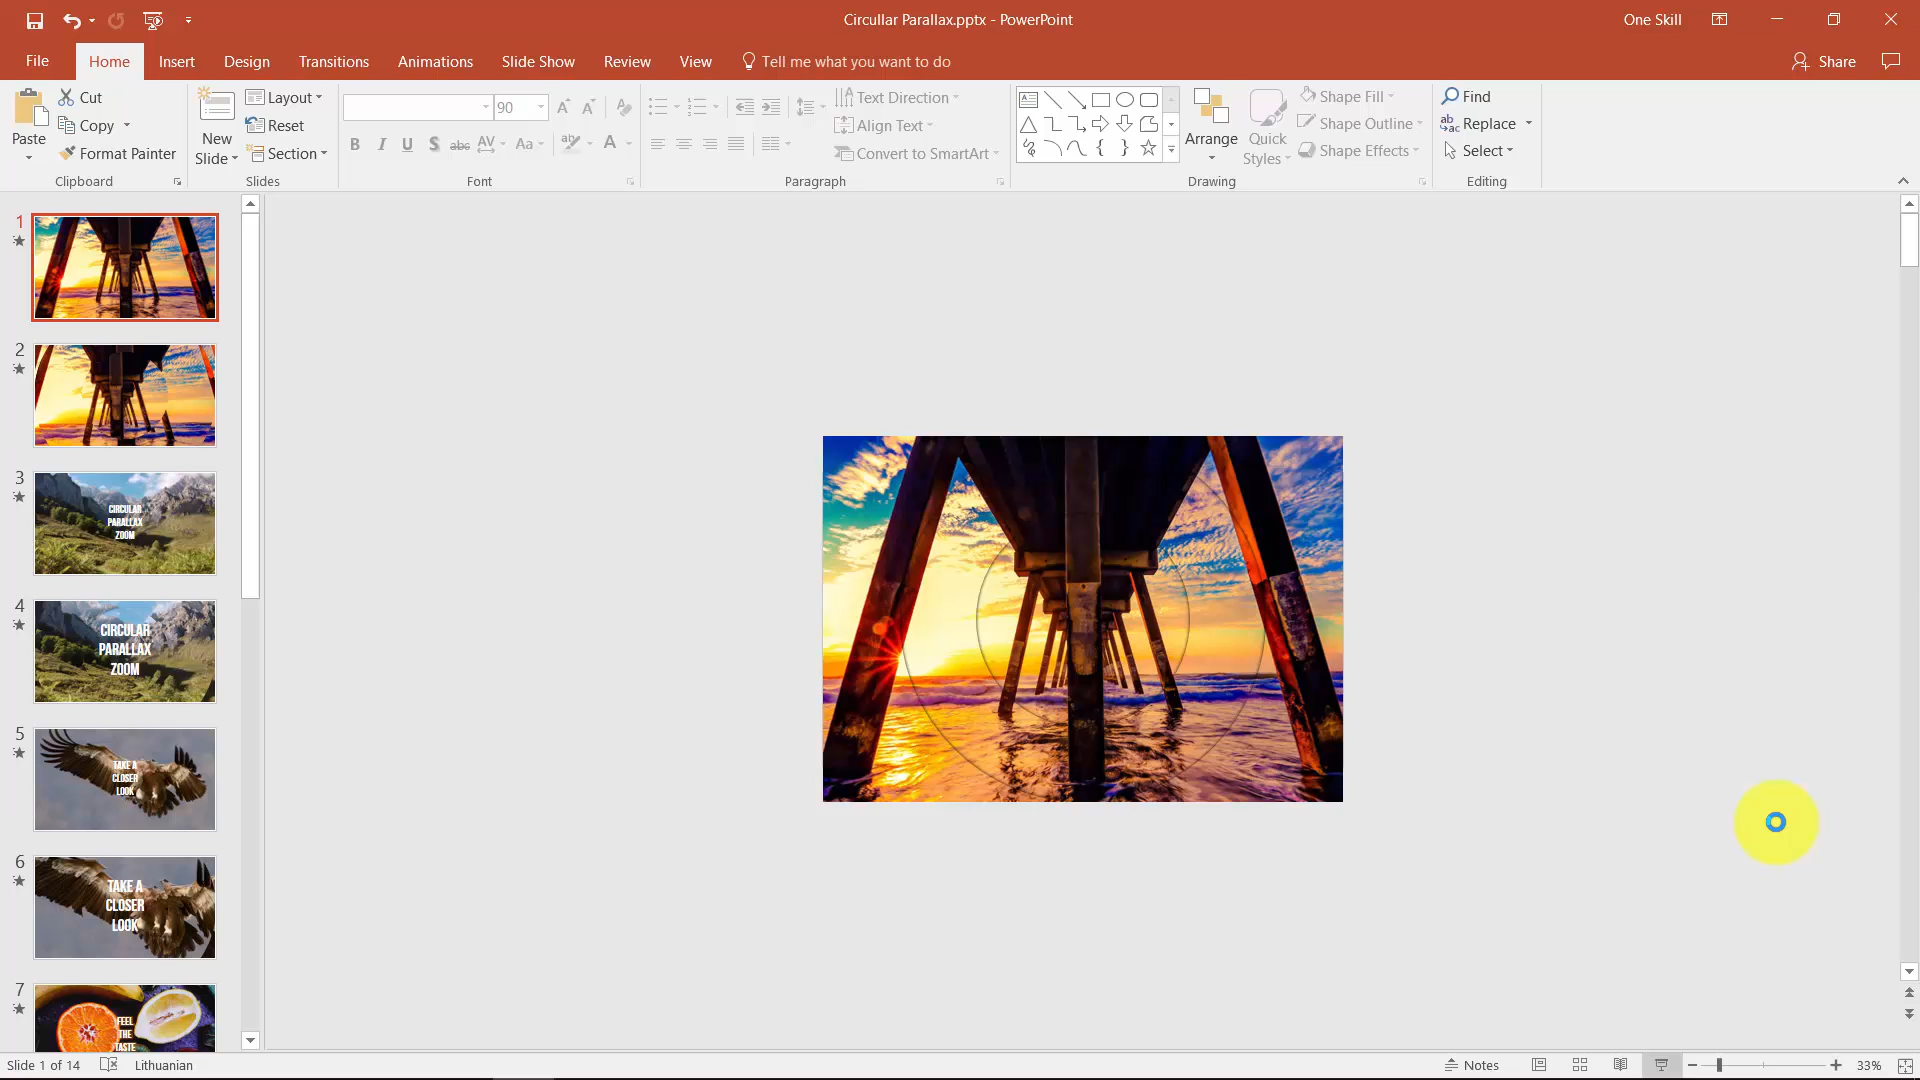 Circullar Parallax.pptx - PowerPoint
One Skill
File
Home
Insert
Design
Transitions
Animations
Slide Show
Review
View
Tell me what you want to do
Share
Paste
Cut
Copy
Format Painter
Clipboard
New
Slide
Layout
Reset
Section
Slides
90
B I U S abc AV Aa A
Font
Text Direction
Align Text
Convert to SmartArt
Paragraph
Arrange
Quick
Styles
Shape Fill
Shape Outline
Shape Effects
Drawing
Find
Replace
Select
Editing
1
2
3
CIRCULAR
PARALLAX
ZOOM
4
CIRCULAR
PARALLAX
ZOOM
5
TAKE A
CLOSER
LOOK
6
TAKE A
CLOSER
LOOK
7
FEEL
THE
TASTE
Slide 1 of 14
Lithuanian
Notes
33%